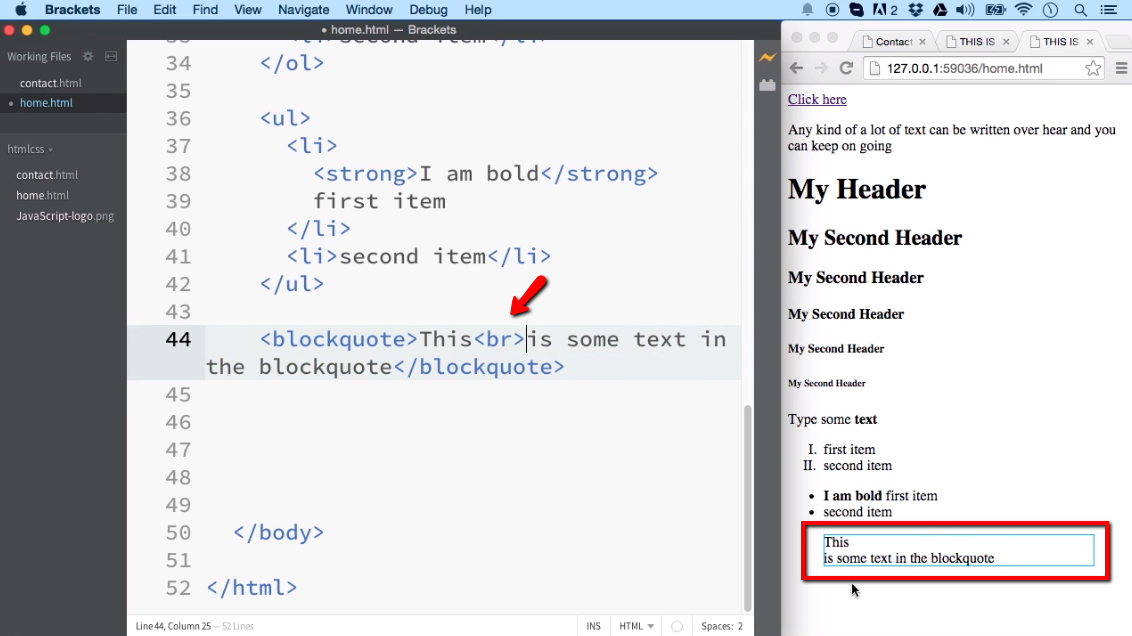 Brackets File Edit Find View Navigate Window Debug Help
2
• home.html — Brackets
Working Files
contact.html
home.html
htmlcss
contact.html
home.html
JavaScript-logo.png
34 </ol>
35
36 <ul>
37 <li>
38 <strong>I am bold</strong>
39 first item
40 </li>
41 <li>second item</li>
42 </ul>
43
44 <blockquote>This<br>is some text in
the blockquote</blockquote>
45
46
47
48
49
50 </body>
51
52 </html>
Line 44, Column 25 — 52 Lines
INS HTML Spaces: 2
Contact THIS IS THIS IS
127.0.0.1:59036/home.html
Click here
Any kind of a lot of text can be written over hear and you
can keep on going
My Header
My Second Header
My Second Header
My Second Header
My Second Header
My Second Header
Type some text
I. first item
II. second item
• I am bold first item
• second item
This
is some text in the blockquote